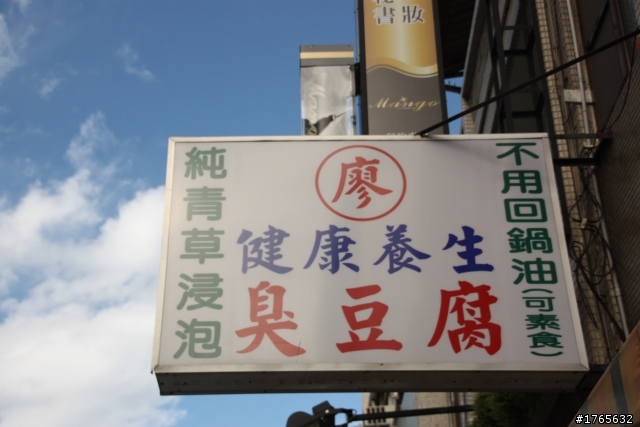 書妝
Mango
廖
健康養生
臭豆腐
不用回鍋油(可素食)
純青草浸泡
#1765632